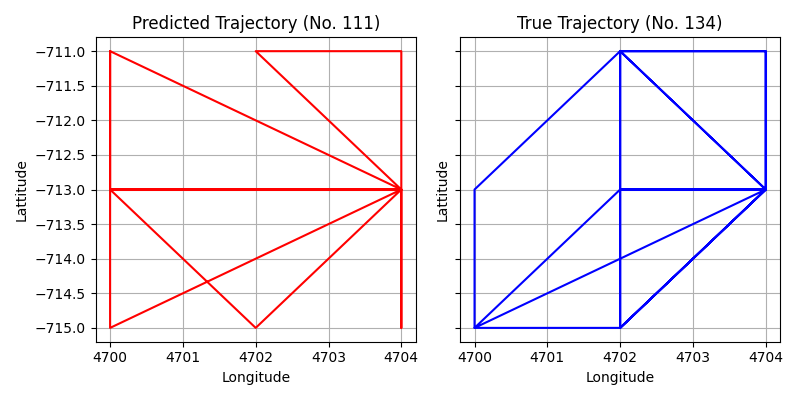 Predicted Trajectory (No. 111)
True Trajectory (No. 134)
−711.0
−711.5
−712.0
−712.5
−713.0
−713.5
−714.0
−714.5
−715.0
Lattitude
Lattitude
4700 4701 4702 4703 4704
4700 4701 4702 4703 4704
Longitude
Longitude